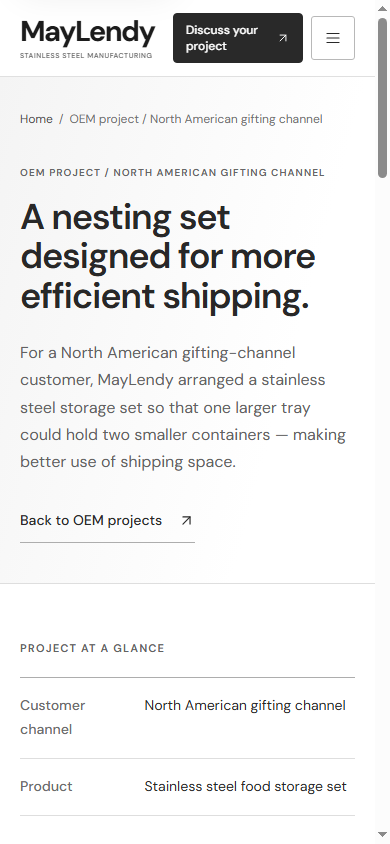 MayLendy
STAINLESS STEEL MANUFACTURING
Discuss your
project
Home / OEM project / North American gifting channel
OEM PROJECT / NORTH AMERICAN GIFTING CHANNEL
A nesting set
designed for more
efficient shipping.
For a North American gifting-channel
customer, MayLendy arranged a stainless
steel storage set so that one larger tray
could hold two smaller containers — making
better use of shipping space.
Back to OEM projects
PROJECT AT A GLANCE
Customer
channel
North American gifting channel
Product
Stainless steel food storage set